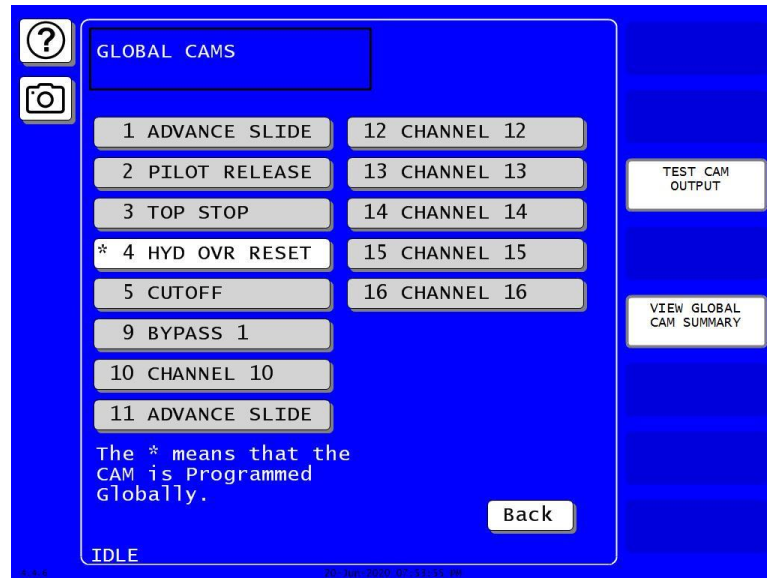 ?
GLOBAL CAMS
1 ADVANCE SLIDE
2 PILOT RELEASE
3 TOP STOP
* 4 HYD OVR RESET
5 CUTOFF
9 BYPASS 1
10 CHANNEL 10
11 ADVANCE SLIDE
12 CHANNEL 12
13 CHANNEL 13
14 CHANNEL 14
15 CHANNEL 15
16 CHANNEL 16
The * means that the
CAM is Programmed
Globally.
Back
IDLE
TEST CAM
OUTPUT
VIEW GLOBAL
CAM SUMMARY